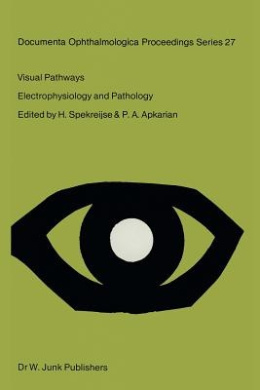 Documenta Ophthalmologica Proceedings Series 27
Visual Pathways
Electrophysiology and Pathology
Edited by H. Spekreijse & P. A. Apkarian
Dr W. Junk Publishers